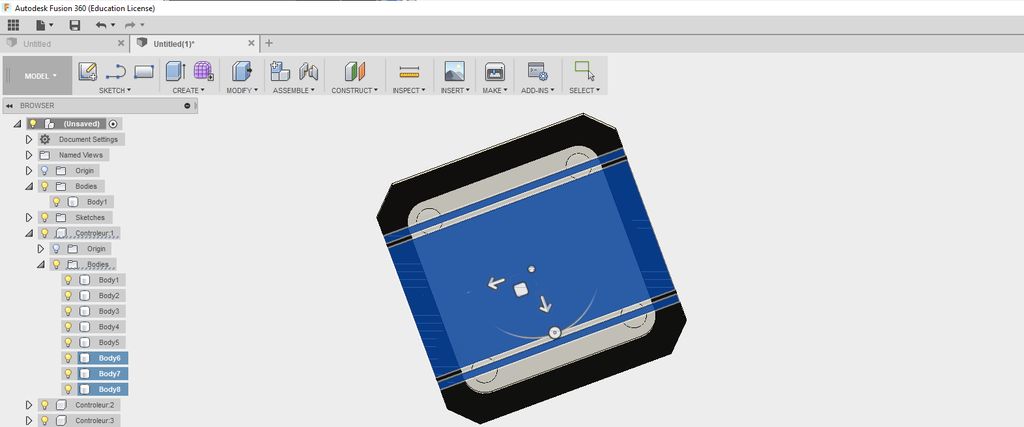 Autodesk Fusion 360 (Education License)
Untitled
Untitled(1)*
MODEL
SKETCH
CREATE
MODIFY
ASSEMBLE
CONSTRUCT
INSPECT
INSERT
MAKE
ADD-INS
SELECT
BROWSER
(Unsaved)
Document Settings
Named Views
Origin
Bodies
Body1
Sketches
Controleur:1
Origin
Bodies
Body1
Body2
Body3
Body4
Body5
Body6
Body7
Body8
Controleur:2
Controleur:3